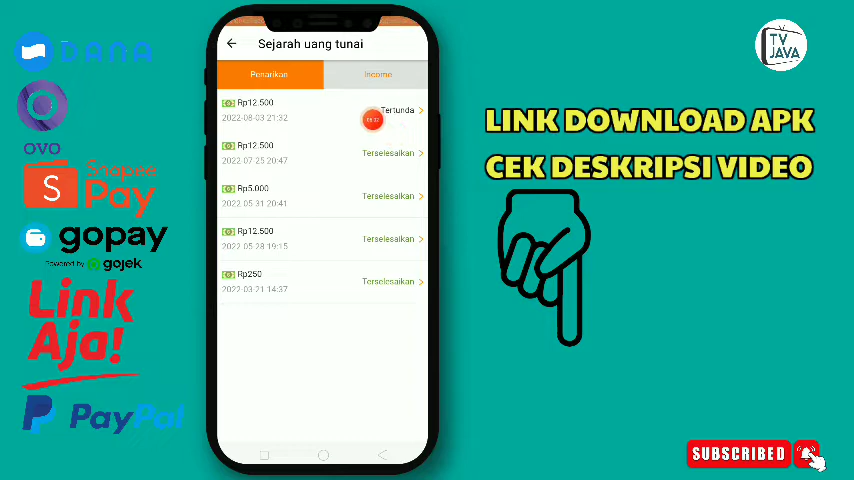 DANA
OVO
Shopee
Pay
gopay
Powered by gojek
Link
Aja!
PayPal
Sejarah uang tunai
Penarikan
Income
Rp12.500
Tertunda
2022-08-03 21:32
Rp12.500
Terselesaikan
2022-07-25 20:47
Rp5.000
Terselesaikan
2022-05-31 20:41
Rp12.500
Terselesaikan
2022-05-28 19:15
Rp250
Terselesaikan
2022-03-21 14:37
TV
JAVA
LINK DOWNLOAD APK
CEK DESKRIPSI VIDEO
SUBSCRIBED